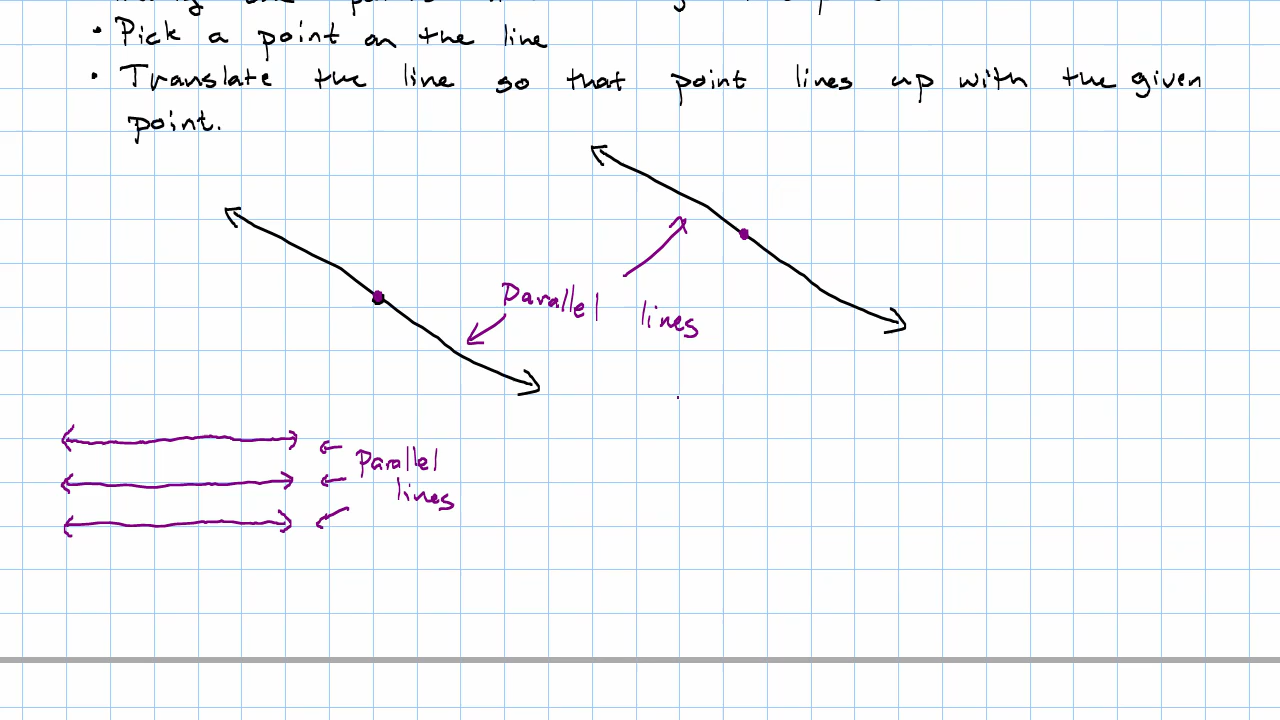 • Pick a point on the line
• Translate the line so that point lines up with the given
point.
Parallel lines
Parallel
lines